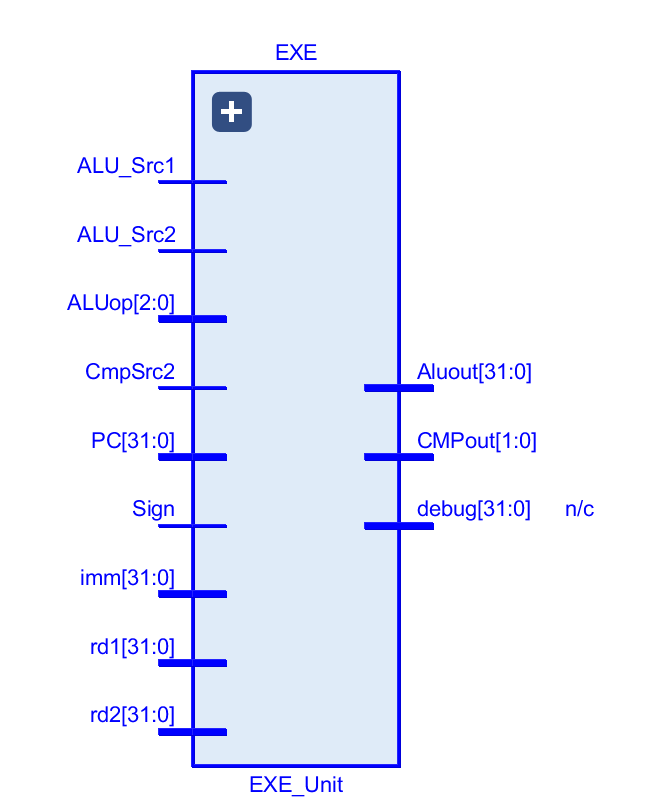 EXE
ALU_Src1
ALU_Src2
ALUop[2:0]
CmpSrc2
Aluout[31:0]
PC[31:0]
CMPout[1:0]
Sign
debug[31:0] n/c
imm[31:0]
rd1[31:0]
rd2[31:0]
EXE_Unit